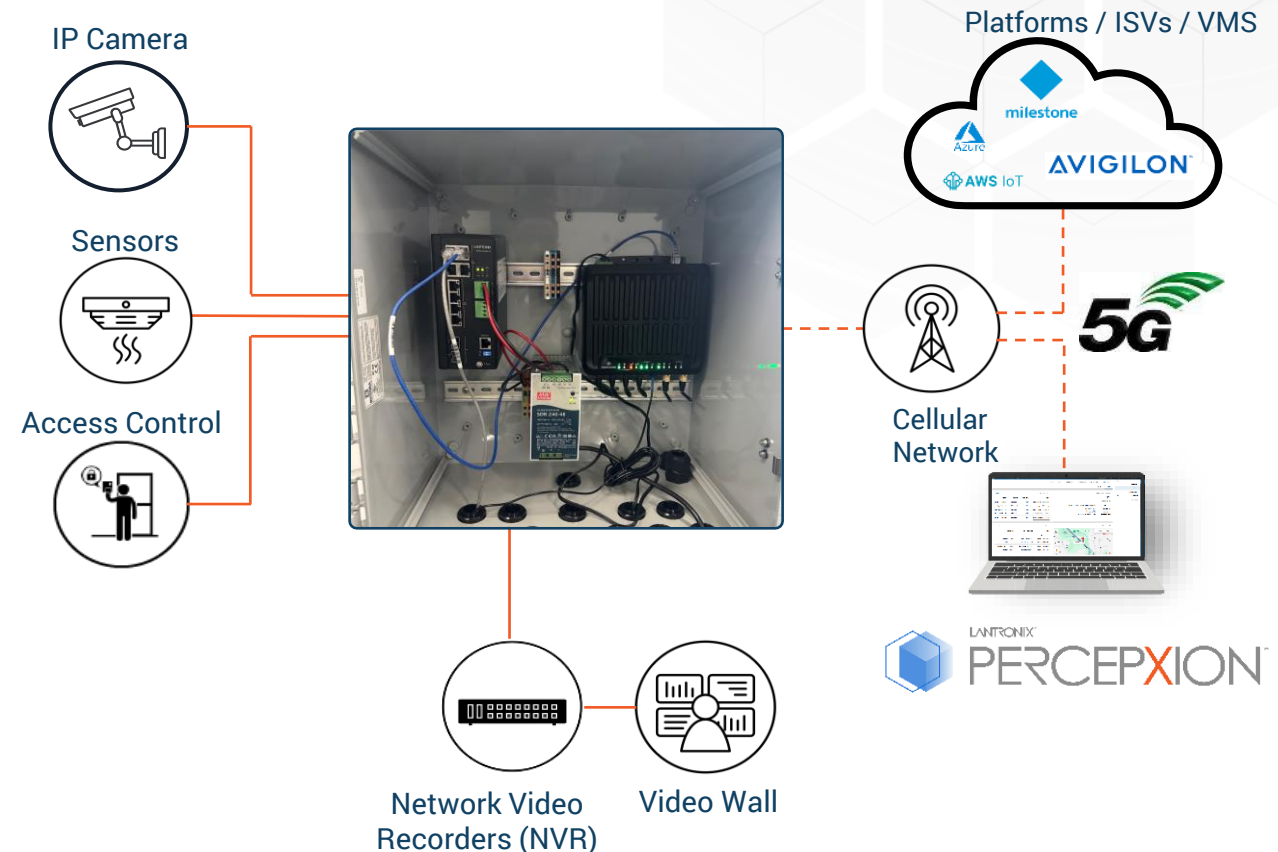 IP Camera
Platforms / ISVs / VMS
milestone
Azure
AWS IoT
AVIGILON
Sensors
5G
Access Control
Cellular
Network
LANTRONIX
PERCEPXION
Network Video
Recorders (NVR)
Video Wall